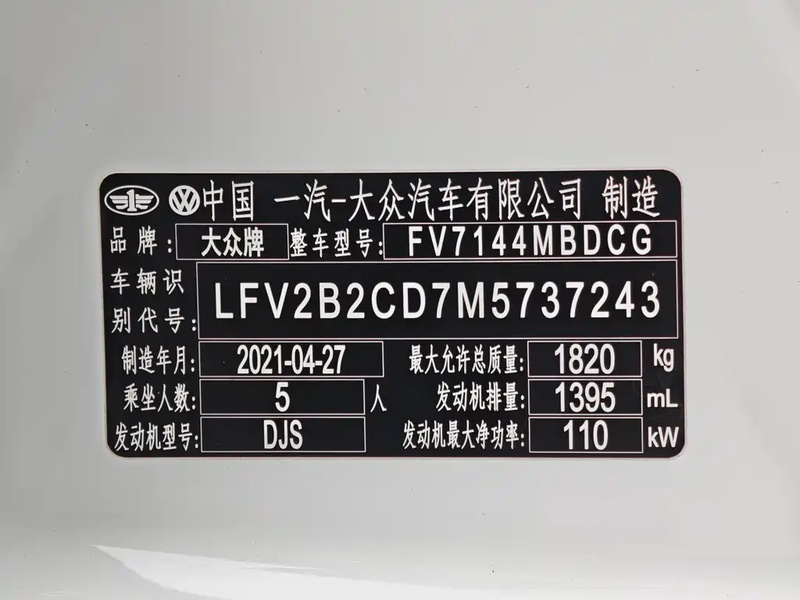 中国 一汽-大众汽车有限公司 制造
品牌: 大众牌 整车型号: FV7144MBDCG
车辆识别代号: LFV2B2CD7M5737243
制造年月: 2021-04-27 最大允许总质量: 1820 kg
乘坐人数: 5 人 发动机排量: 1395 mL
发动机型号: DJS 发动机最大净功率: 110 kW